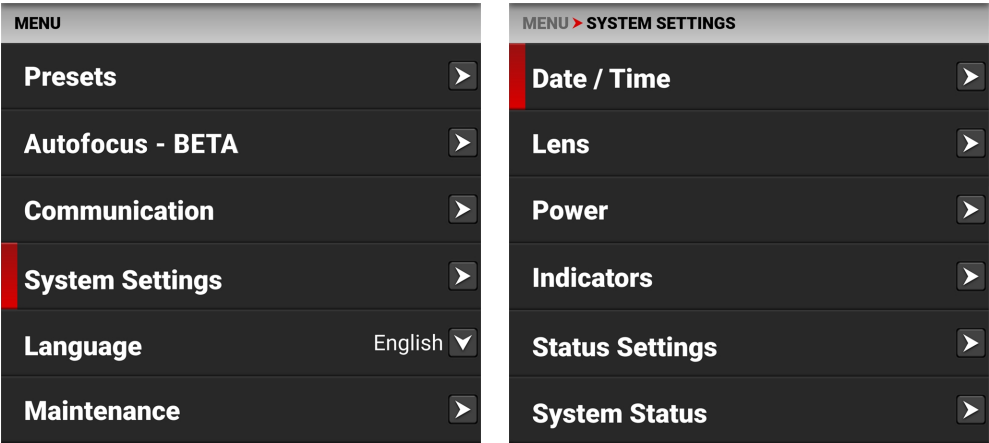 MENU
Presets
Autofocus - BETA
Communication
System Settings
Language English
Maintenance
MENU SYSTEM SETTINGS
Date / Time
Lens
Power
Indicators
Status Settings
System Status